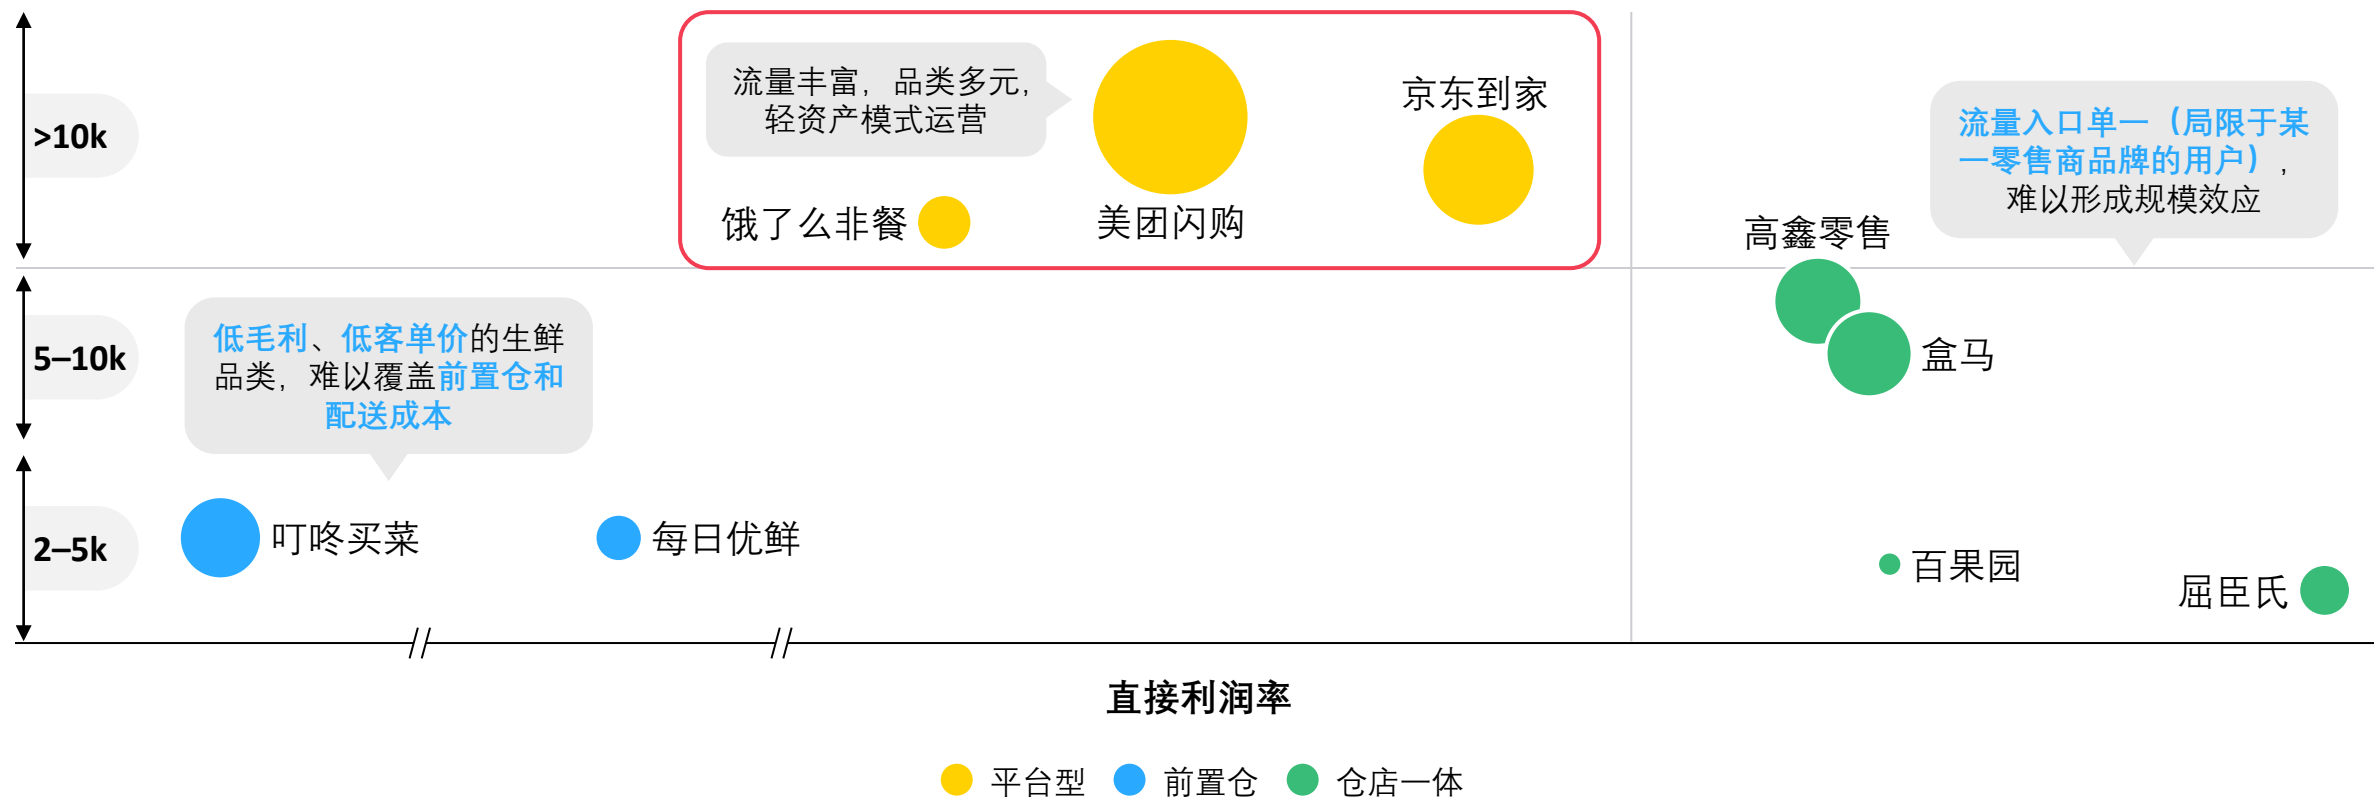 >10k
流量丰富，品类多元，
轻资产模式运营
京东到家
饿了么非餐
美团闪购
流量入口单一（局限于某
一零售商品牌的用户），
难以形成规模效应
高鑫零售
5–10k
低毛利、低客单价的生鲜
品类，难以覆盖前置仓和
配送成本
盒马
2–5k
叮咚买菜
每日优鲜
百果园
屈臣氏
直接利润率
平台型
前置仓
仓店一体